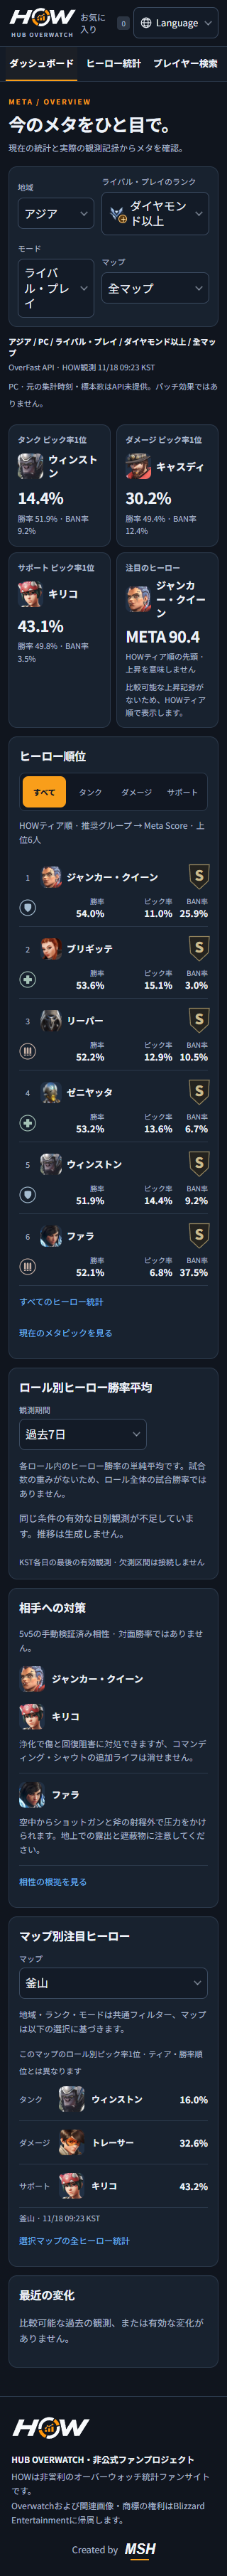 HOW
HUB OVERWATCH
お気に
入り
0
Language
ダッシュボード
ヒーロー統計
プレイヤー検索
META / OVERVIEW
今のメタをひと目で。
現在の統計と実際の観測記録からメタを確認。
地域
アジア
ライバル・プレイのランク
ダイヤモン
ド以上
モード
ライバ
ル・プレ
イ
マップ
全マップ
アジア / PC / ライバル・プレイ / ダイヤモンド以上 / 全マッ
プ
OverFast API · HOW観測 11/18 09:23 KST
PC · 元の集計時刻・標本数はAPI未提供。パッチ効果ではあ
りません。
タンク ピック率1位
ウィンスト
ン
14.4%
勝率 51.9% · BAN率
9.2%
ダメージ ピック率1位
キャスディ
30.2%
勝率 49.4% · BAN率
12.4%
サポート ピック率1位
キリコ
43.1%
勝率 49.8% · BAN率
3.5%
注目のヒーロー
ジャンカ
ー・クイー
ン
META 90.4
HOWティア順の先頭 ·
上昇を意味しません
比較可能な上昇記録が
ないため、HOWティア
順で表示します。
ヒーロー順位
すべて
タンク
ダメージ
サポート
HOWティア順 · 推奨グループ → Meta Score · 上
位6人
1
ジャンカー・クイーン
S
勝率 ピック率 BAN率
54.0% 11.0% 25.9%
2
ブリギッテ
S
勝率 ピック率 BAN率
53.6% 15.1% 3.0%
3
リーパー
S
勝率 ピック率 BAN率
52.2% 12.9% 10.5%
4
ゼニヤッタ
S
勝率 ピック率 BAN率
53.2% 13.6% 6.7%
5
ウィンストン
S
勝率 ピック率 BAN率
51.9% 14.4% 9.2%
6
ファラ
S
勝率 ピック率 BAN率
52.1% 6.8% 37.5%
すべてのヒーロー統計
現在のメタピックを見る
ロール別ヒーロー勝率平均
観測期間
過去7日
各ロール内のヒーロー勝率の単純平均です。試合
数の重みがないため、ロール全体の試合勝率では
ありません。
同じ条件の有効な日別観測が不足していま
す。推移は生成しません。
KST各日の最後の有効観測 · 欠測区間は接続しません
相手への対策
5v5の手動検証済み相性 · 対面勝率ではありませ
ん。
ジャンカー・クイーン
キリコ
浄化で傷と回復阻害に対処できますが、コマンデ
ィング・シャウトの追加ライフは消せません。
ファラ
空中からショットガンと斧の射程外で圧力をかけ
られます。地上での露出と遮蔽物に注意してくだ
さい。
相性の根拠を見る
マップ別注目ヒーロー
マップ
釜山
地域・ランク・モードは共通フィルター、マップ
は以下の選択に基づきます。
このマップのロール別ピック率1位 · ティア・勝率順
位とは異なります
タンク
ウィンストン
16.0%
ダメージ
トレーサー
32.6%
サポート
キリコ
43.2%
釜山 · 11/18 09:23 KST
選択マップの全ヒーロー統計
最近の変化
比較可能な過去の観測、または有効な変化が
ありません。
HOW
HUB OVERWATCH · 非公式ファンプロジェクト
HOWは非営利のオーバーウォッチ統計ファンサイト
です。
Overwatchおよび関連画像・商標の権利はBlizzard
Entertainmentに帰属します。
Created by MSH